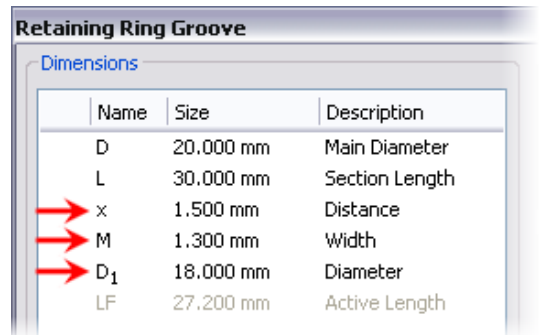 Retaining Ring Groove
Dimensions
Name Size Description
D 20.000 mm Main Diameter
L 30.000 mm Section Length
x 1.500 mm Distance
M 1.300 mm Width
D₁ 18.000 mm Diameter
LF 27.200 mm Active Length